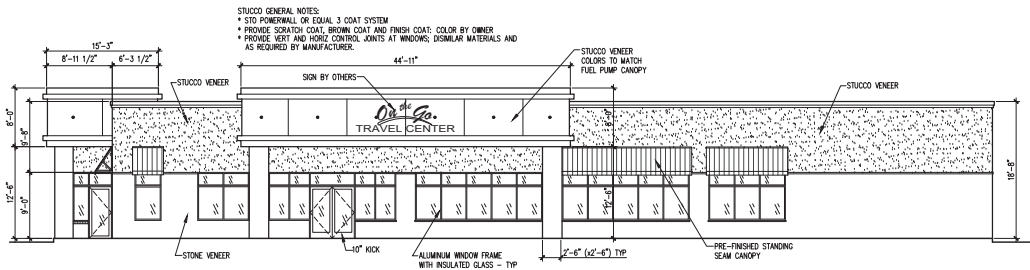 STUCCO GENERAL NOTES:
* STO POWERWALL OR EQUAL 3 COAT SYSTEM
* PROVIDE SCRATCH COAT, BROWN COAT AND FINISH COAT: COLOR BY OWNER
* PROVIDE VERT AND HORIZ CONTROL JOINTS AT WINDOWS; DISIMILAR MATERIALS AND
AS REQUIRED BY MANUFACTURER.
15'-3"
8'-11 1/2"
6'-3 1/2"
44'-11"
STUCCO VENEER
SIGN BY OTHERS
STUCCO VENEER
COLORS TO MATCH
FUEL PUMP CANOPY
STUCCO VENEER
On the Go.
TRAVEL CENTER
8'-0"
9'-8"
12'-6"
9'-0"
8'-0"
12'-6"
18'-8"
STONE VENEER
10" KICK
ALUMINUM WINDOW FRAME
WITH INSULATED GLASS - TYP
2'-6" (x2'-6") TYP
PRE-FINISHED STANDING
SEAM CANOPY